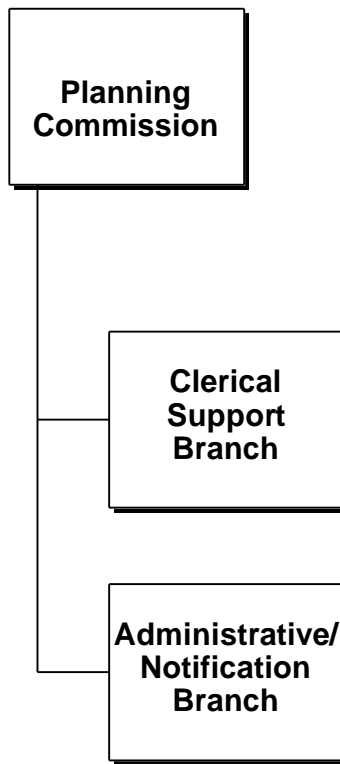 Planning
Commission
Clerical
Support
Branch
Administrative/
Notification
Branch